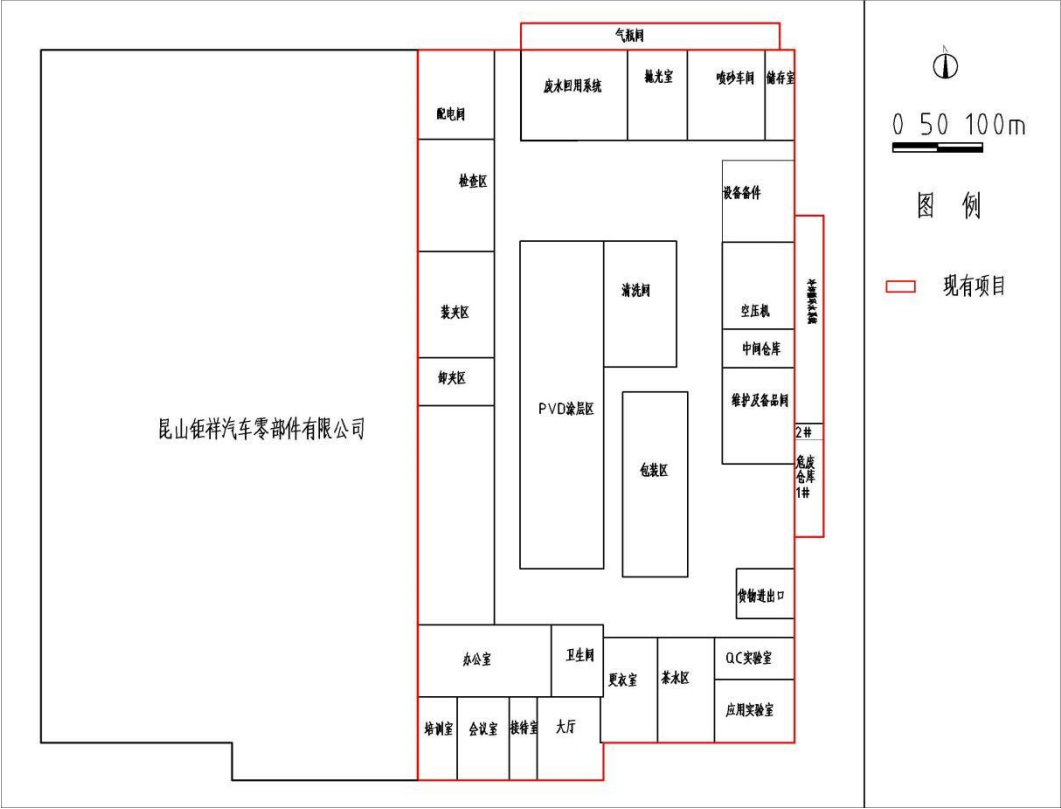 气瓶间
废水回用系统
抛光室
喷砂车间
储存室
配电间
检查区
设备备件
清洗间
装夹区
空压机
中间仓库
卸夹区
维护及备品间
PVD涂层区
昆山钜祥汽车零部件有限公司
2#
危废
仓库
1#
包装区
货物进出口
办公室
卫生间
更衣室
茶水区
QC实验室
应用实验室
培训室
会议室
接待室
大厅
0 50 100m
图 例
现有项目